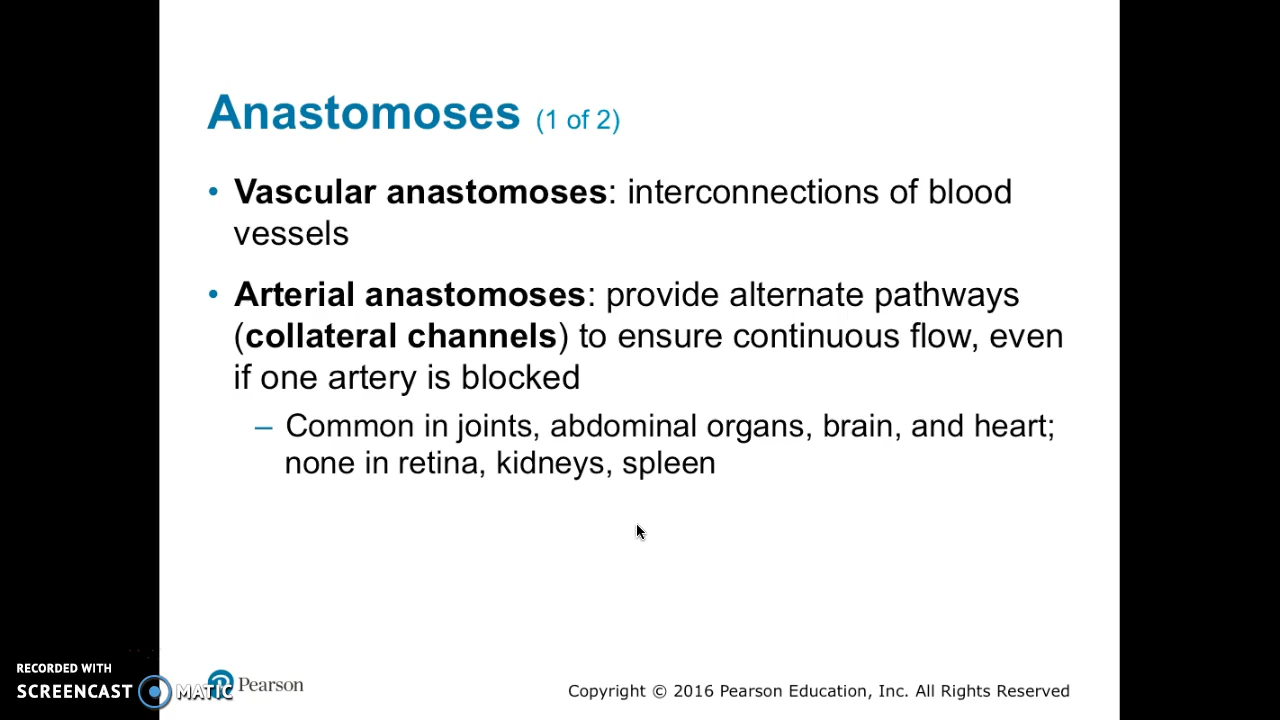 Anastomoses (1 of 2)
• Vascular anastomoses: interconnections of blood
vessels
• Arterial anastomoses: provide alternate pathways
(collateral channels) to ensure continuous flow, even
if one artery is blocked
– Common in joints, abdominal organs, brain, and heart;
none in retina, kidneys, spleen
RECORDED WITH
SCREENCAST MATIC
Pearson
Copyright © 2016 Pearson Education, Inc. All Rights Reserved